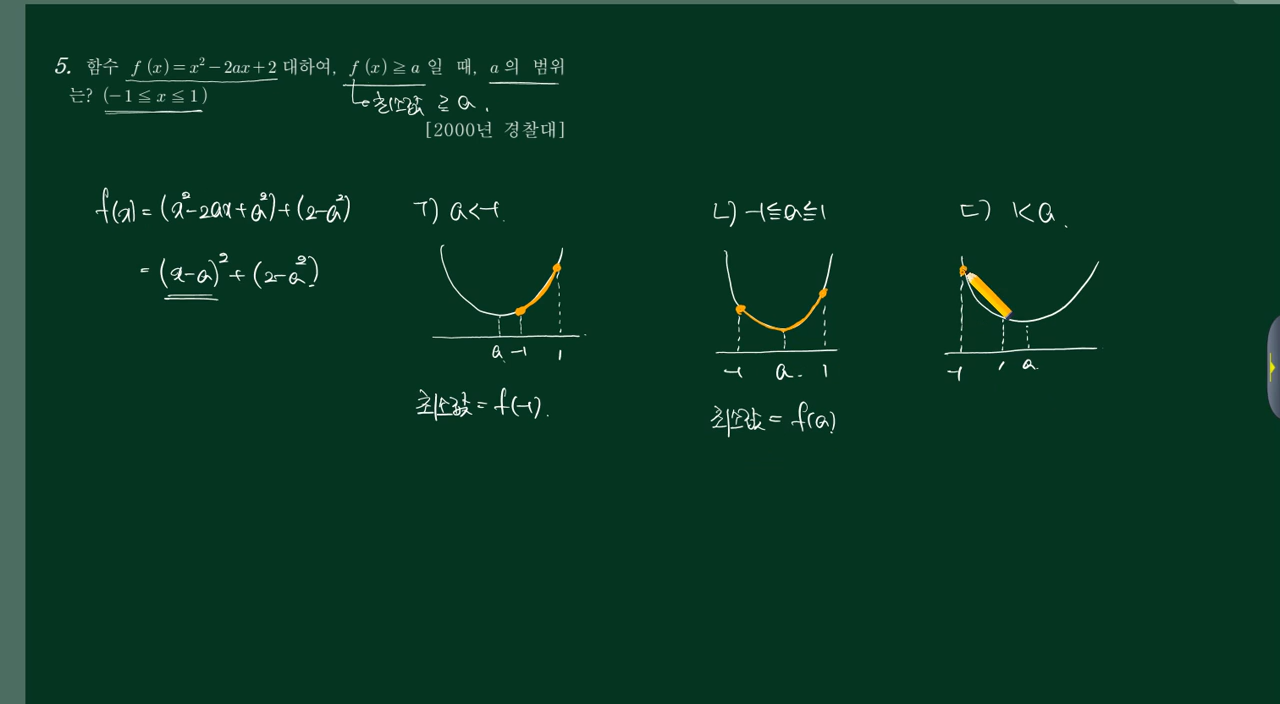 5. 함수 f(x)=x²-2ax+2 대하여, f(x)≧a 일 때, a의 범위
는? (-1≦x≦1)
최소값 ≧ a.
[2000년 경찰대]
f(x) = (x²-2ax+a²)+(2-a²)
= (x-a)²+(2-a²).
ㄱ) a<-1.
a -1 1
최소값 = f(-1).
ㄴ) -1≦a≦1
-1 a. 1
최소값 = f(a).
ㄷ) 1<a.
-1 1 a.